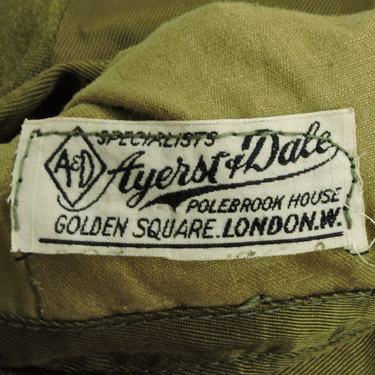 SPECIALISTS
A&D
Ayerst & Dale
POLEBROOK HOUSE
GOLDEN SQUARE. LONDON.W.